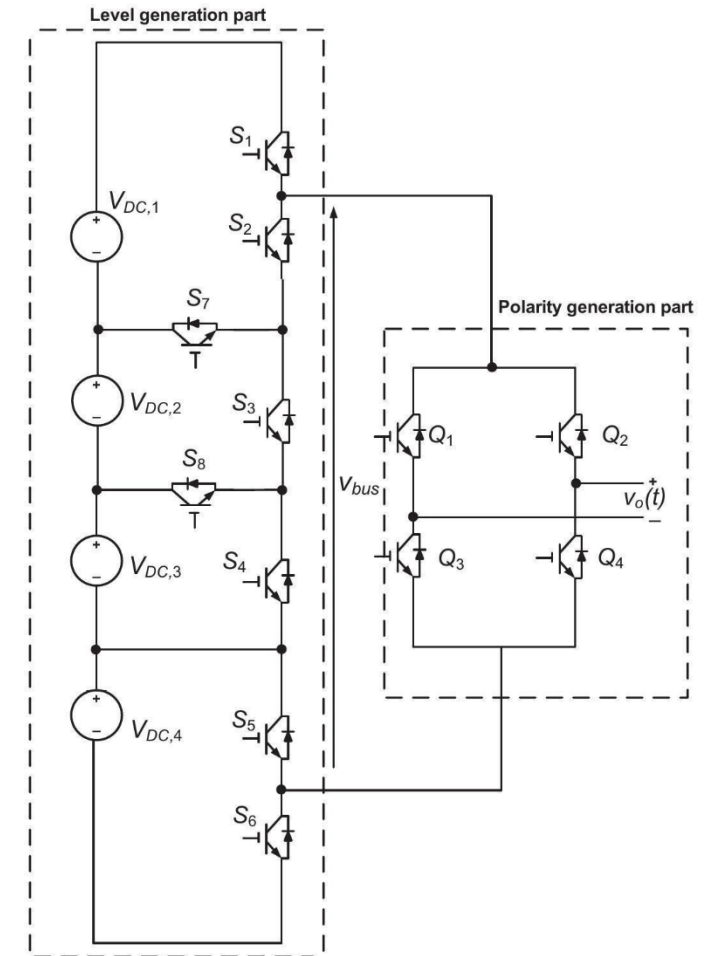 Level generation part
S1
VDC,1
S2
S7
Polarity generation part
VDC,2
S3
Q1
Q2
S8
vbus
+
vo(t)
−
VDC,3
S4
Q3
Q4
VDC,4
S5
S6